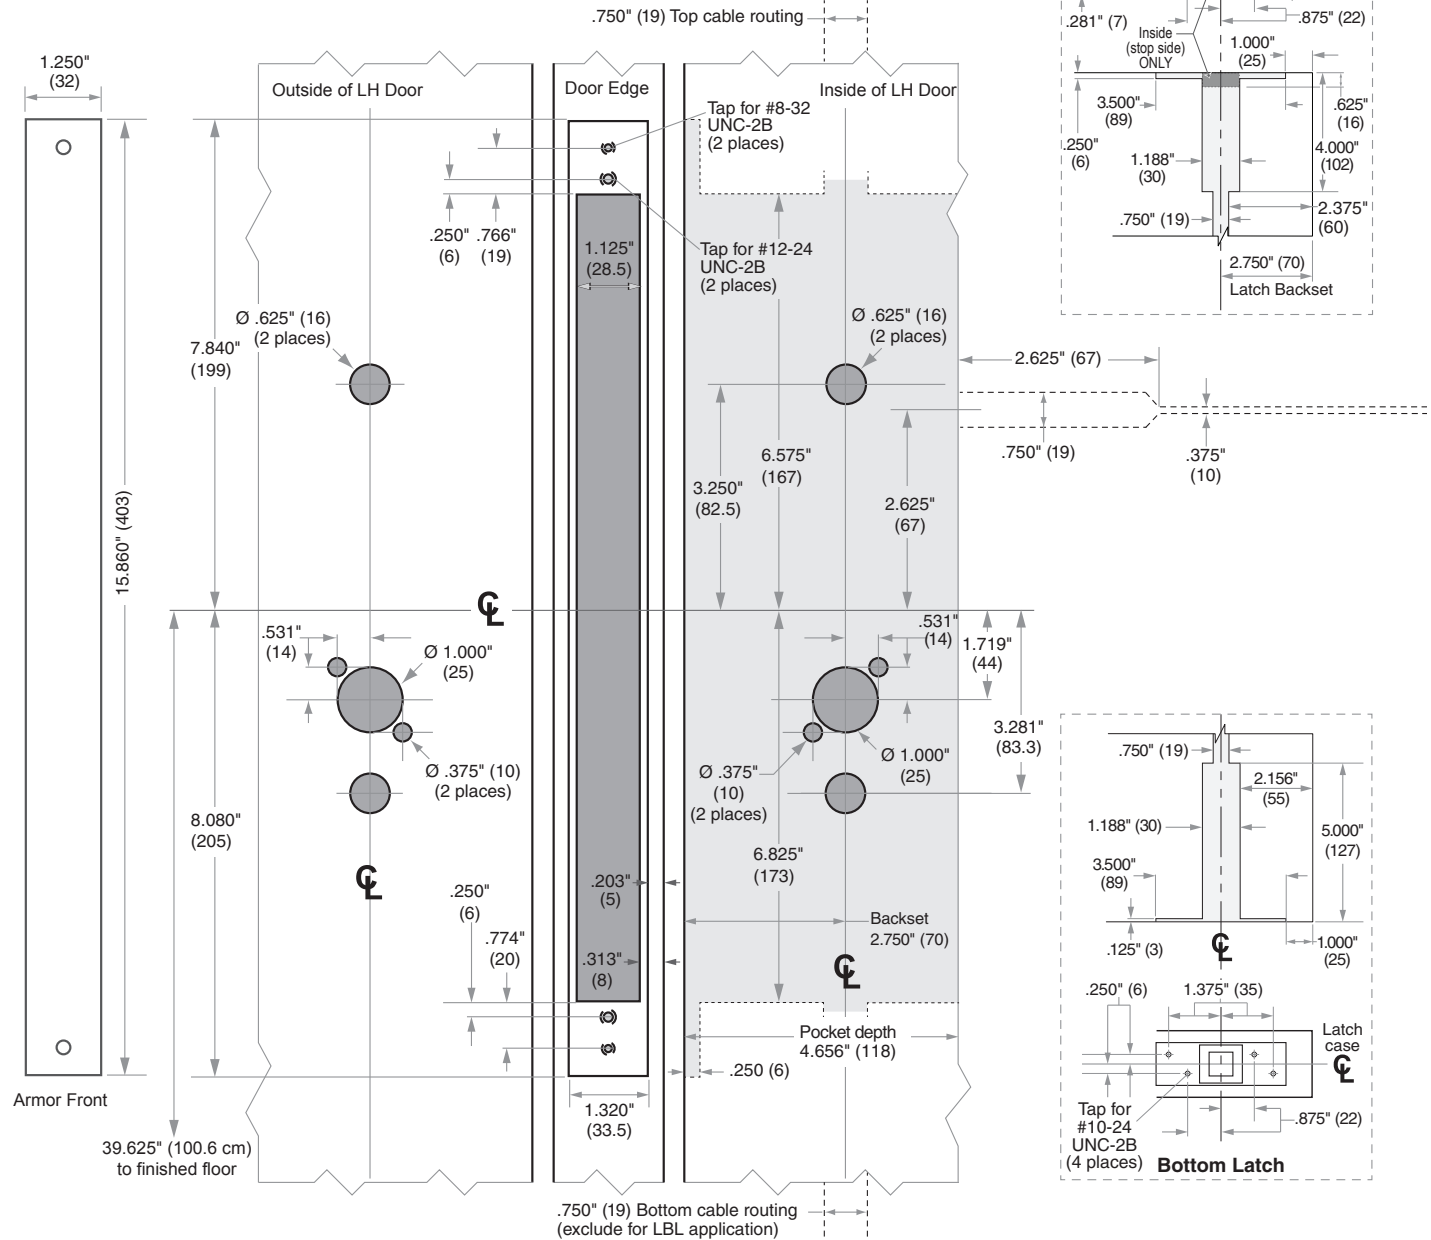 .750" (19) Top cable routing
.281" (7)
.875" (22)
Inside
(stop side)
ONLY
1.000"
(25)
3.500"
(89)
.625"
(16)
.250"
(6)
4.000"
(102)
1.188"
(30)
.750" (19)
2.375"
(60)
2.750" (70)
Latch Backset
1.250"
(32)
Outside of LH Door
Door Edge
Inside of LH Door
Tap for #8-32
UNC-2B
(2 places)
.250"
(6)
.766"
(19)
1.125"
(28.5)
Tap for #12-24
UNC-2B
(2 places)
Ø .625" (16)
(2 places)
Ø .625" (16)
(2 places)
7.840"
(199)
2.625" (67)
.750" (19)
.375"
(10)
6.575"
(167)
3.250"
(82.5)
2.625"
(67)
15.860" (403)
CL
.531"
(14)
Ø 1.000"
(25)
.531"
(14)
1.719"
(44)
3.281"
(83.3)
Ø .375" (10)
(2 places)
Ø .375"
(10)
(2 places)
Ø 1.000"
(25)
8.080"
(205)
CL
6.825"
(173)
.203"
(5)
.250"
(6)
.774"
(20)
.313"
(8)
Backset
2.750" (70)
CL
Pocket depth
4.656" (118)
.250 (6)
1.320"
(33.5)
Armor Front
39.625" (100.6 cm)
to finished floor
.750" (19) Bottom cable routing
(exclude for LBL application)
.750" (19)
2.156"
(55)
1.188" (30)
5.000"
(127)
3.500"
(89)
.125" (3)
CL
1.000"
(25)
.250" (6)
1.375" (35)
Latch
case
CL
Tap for
#10-24
UNC-2B
(4 places)
.875" (22)
Bottom Latch